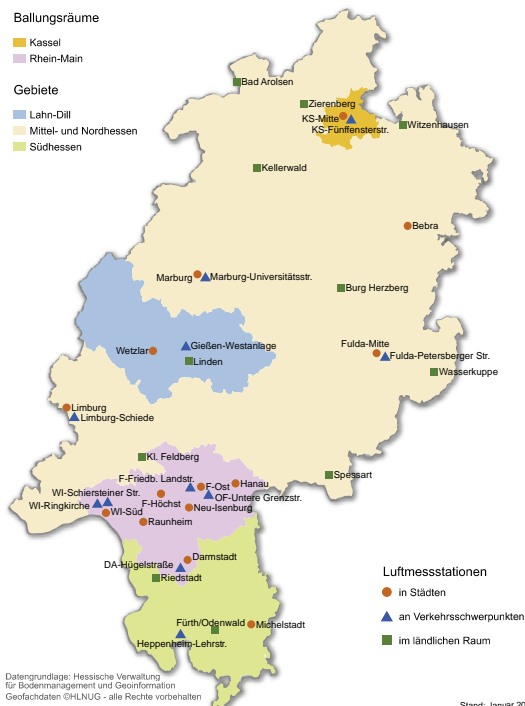 Ballungsräume
Kassel
Rhein-Main
Gebiete
Lahn-Dill
Mittel- und Nordhessen
Südhessen
Bad Arolsen
Zierenberg
KS-Mitte
KS-Fünffensterstr.
Witzenhausen
Kellerwald
Bebra
Marburg
Marburg-Universitätsstr.
Burg Herzberg
Gießen-Westanlage
Wetzlar
Linden
Fulda-Mitte
Fulda-Petersberger Str.
Wasserkuppe
Limburg
Limburg-Schiede
Kl. Feldberg
Spessart
F-Friedb. Landstr.
F-Ost
Hanau
WI-Schiersteiner Str.
OF-Untere Grenzstr.
WI-Ringkirche
F-Höchst
Neu-Isenburg
WI-Süd
Raunheim
Darmstadt
DA-Hügelstraße
Riedstadt
Fürth/Odenwald
Michelstadt
Heppenheim-Lehrstr.
Luftmessstationen
in Städten
an Verkehrsschwerpunkten
im ländlichen Raum
Datengrundlage: Hessische Verwaltung
für Bodenmanagement und Geoinformation
Geofachdaten ©HLNUG - alle Rechte vorbehalten
Stand: Januar 20